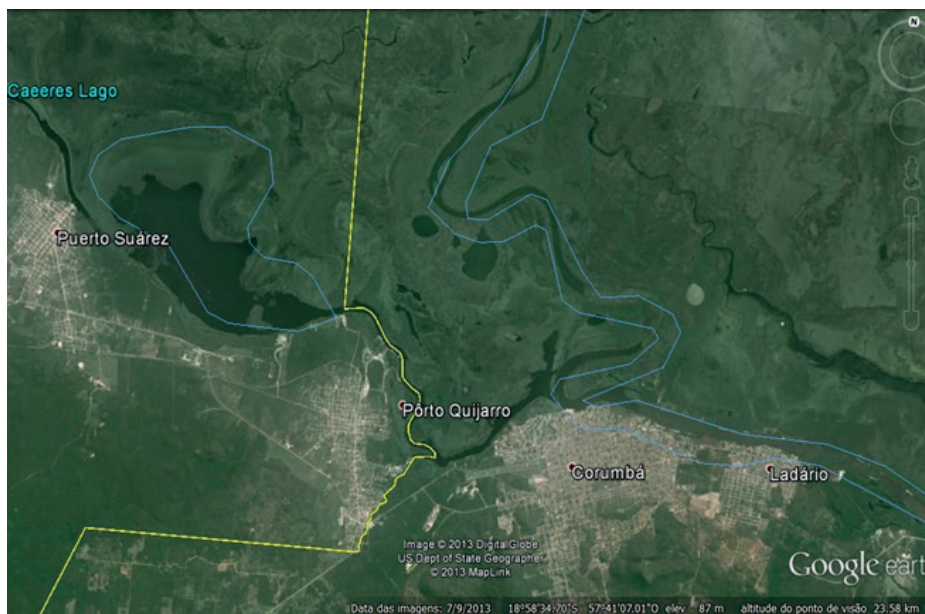 N
Caeeres Lago
Puerto Suárez
Pôrto Quijarro
Corumbá
Ladário
Image © 2013 DigitalGlobe
US Dept of State Geographer
© 2013 MapLink
Google eart
Data das imagens: 7/9/2013 18°58'34.70"S 57°41'07.01"O elev 87 m altitude do ponto de visão 23.58 km